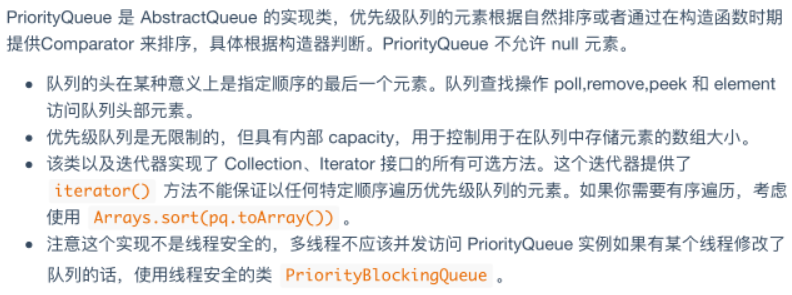 PriorityQueue 是 AbstractQueue 的实现类，优先级队列的元素根据自然排序或者通过在构造函数时期
提供Comparator 来排序，具体根据构造器判断。PriorityQueue 不允许 null 元素。
• 队列的头在某种意义上是指定顺序的最后一个元素。队列查找操作 poll,remove,peek 和 element
访问队列头部元素。
• 优先级队列是无限制的，但具有内部 capacity，用于控制用于在队列中存储元素的数组大小。
• 该类以及迭代器实现了 Collection、Iterator 接口的所有可选方法。这个迭代器提供了
iterator() 方法不能保证以任何特定顺序遍历优先级队列的元素。如果你需要有序遍历，考虑
使用 Arrays.sort(pq.toArray()) 。
• 注意这个实现不是线程安全的，多线程不应该并发访问 PriorityQueue 实例如果有某个线程修改了
队列的话，使用线程安全的类 PriorityBlockingQueue 。